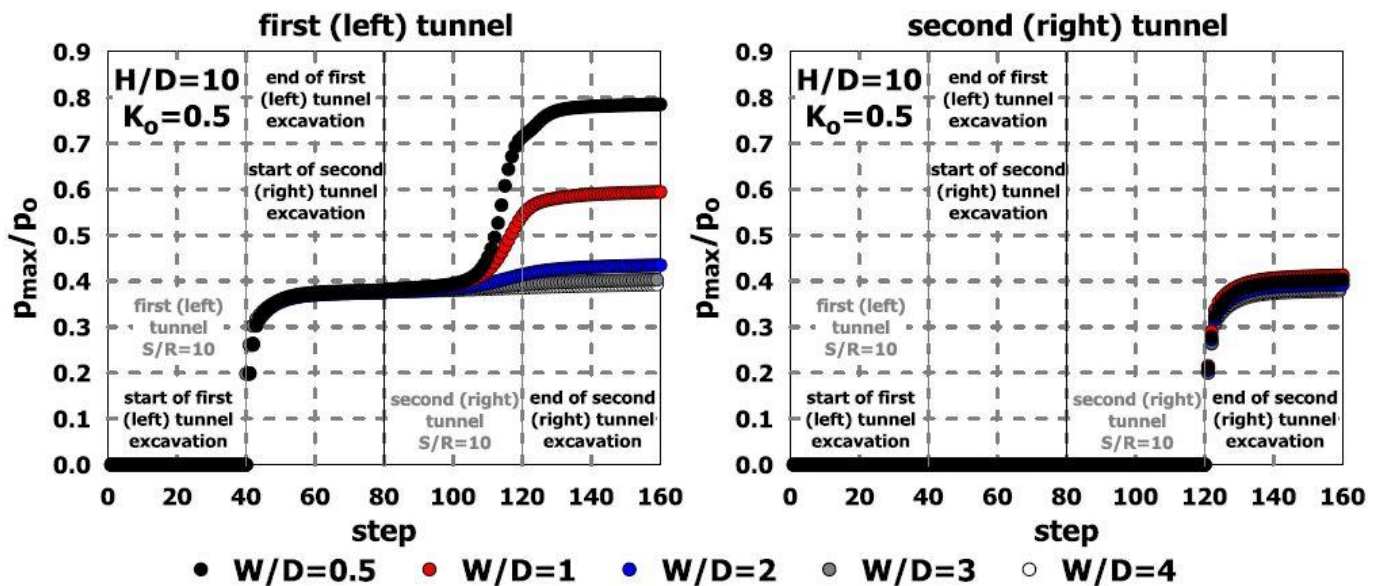 first (left) tunnel
0.9
0.8
0.7
0.6
0.5
0.4
0.3
0.2
0.1
0.0
pmax/po
H/D=10
Ko=0.5
end of first
(left) tunnel
excavation
start of second
(right) tunnel
excavation
first (left)
tunnel
S/R=10
start of first
(left) tunnel
excavation
second (right)
tunnel
S/R=10
end of second
(right) tunnel
excavation
0 20 40 60 80 100 120 140 160
step
second (right) tunnel
0.9
0.8
0.7
0.6
0.5
0.4
0.3
0.2
0.1
0.0
pmax/po
H/D=10
Ko=0.5
end of first
(left) tunnel
excavation
start of second
(right) tunnel
excavation
first (left)
tunnel
S/R=10
start of first
(left) tunnel
excavation
second (right)
tunnel
S/R=10
end of second
(right) tunnel
excavation
0 20 40 60 80 100 120 140 160
step
W/D=0.5 W/D=1 W/D=2 W/D=3 W/D=4